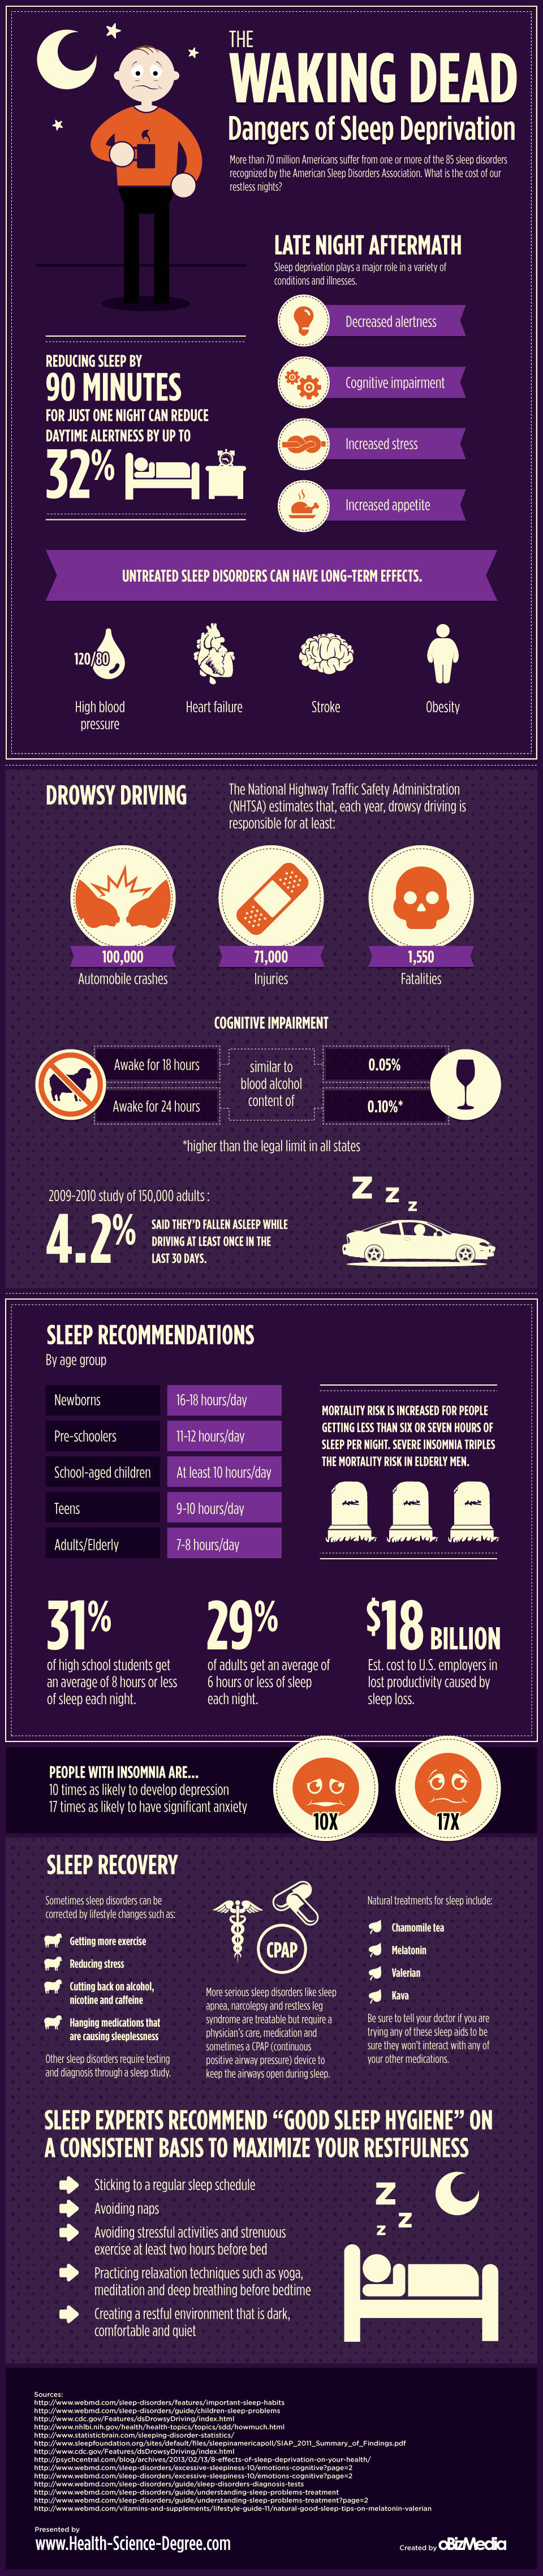 THE
WAKING DEAD
Dangers of Sleep Deprivation
More than 70 million Americans suffer from one or more of the 85 sleep disorders
recognized by the American Sleep Disorders Association. What is the cost of our
restless nights?
LATE NIGHT AFTERMATH
Sleep deprivation plays a major role in a variety of
conditions and illnesses.
Decreased alertness
Cognitive impairment
Increased stress
Increased appetite
REDUCING SLEEP BY
90 MINUTES
FOR JUST ONE NIGHT CAN REDUCE
DAYTIME ALERTNESS BY UP TO
32%
UNTREATED SLEEP DISORDERS CAN HAVE LONG-TERM EFFECTS.
120/80
High blood
pressure
Heart failure
Stroke
Obesity
DROWSY DRIVING
The National Highway Traffic Safety Administration
(NHTSA) estimates that, each year, drowsy driving is
responsible for at least:
100,000
Automobile crashes
71,000
Injuries
1,550
Fatalities
COGNITIVE IMPAIRMENT
Awake for 18 hours
Awake for 24 hours
similar to
blood alcohol
content of
0.05%
0.10%*
*higher than the legal limit in all states
2009-2010 study of 150,000 adults :
4.2%
SAID THEY'D FALLEN ASLEEP WHILE
DRIVING AT LEAST ONCE IN THE
LAST 30 DAYS.
Z Z Z
SLEEP RECOMMENDATIONS
By age group
Newborns 16-18 hours/day
Pre-schoolers 11-12 hours/day
School-aged children At least 10 hours/day
Teens 9-10 hours/day
Adults/Elderly 7-8 hours/day
MORTALITY RISK IS INCREASED FOR PEOPLE
GETTING LESS THAN SIX OR SEVEN HOURS OF
SLEEP PER NIGHT. SEVERE INSOMNIA TRIPLES
THE MORTALITY RISK IN ELDERLY MEN.
31%
of high school students get
an average of 8 hours or less
of sleep each night.
29%
of adults get an average of
6 hours or less of sleep
each night.
$18 BILLION
Est. cost to U.S. employers in
lost productivity caused by
sleep loss.
PEOPLE WITH INSOMNIA ARE...
10 times as likely to develop depression
17 times as likely to have significant anxiety
10X
17X
SLEEP RECOVERY
Sometimes sleep disorders can be
corrected by lifestyle changes such as:
Getting more exercise
Reducing stress
Cutting back on alcohol,
nicotine and caffeine
Hanging medications that
are causing sleeplessness
Other sleep disorders require testing
and diagnosis through a sleep study.
CPAP
More serious sleep disorders like sleep
apnea, narcolepsy and restless leg
syndrome are treatable but require a
physician's care, medication and
sometimes a CPAP (continuous
positive airway pressure) device to
keep the airways open during sleep.
Natural treatments for sleep include:
Chamomile tea
Melatonin
Valerian
Kava
Be sure to tell your doctor if you are
trying any of these sleep aids to be
sure they won't interact with any of
your other medications.
SLEEP EXPERTS RECOMMEND "GOOD SLEEP HYGIENE" ON
A CONSISTENT BASIS TO MAXIMIZE YOUR RESTFULNESS
Sticking to a regular sleep schedule
Avoiding naps
Avoiding stressful activities and strenuous
exercise at least two hours before bed
Practicing relaxation techniques such as yoga,
meditation and deep breathing before bedtime
Creating a restful environment that is dark,
comfortable and quiet
Z Z Z
Sources:
http://www.webmd.com/sleep-disorders/features/important-sleep-habits
http://www.webmd.com/sleep-disorders/guide/children-sleep-problems
http://www.cdc.gov/Features/dsDrowsyDriving/index.html
http://www.nhlbi.nih.gov/health/health-topics/topics/sdd/howmuch.html
http://www.statisticbrain.com/sleeping-disorder-statistics/
http://www.sleepfoundation.org/sites/default/files/sleepinamericapoll/SIAP_2011_Summary_of_Findings.pdf
http://www.cdc.gov/Features/dsDrowsyDriving/index.html
http://psychcentral.com/blog/archives/2013/02/13/8-effects-of-sleep-deprivation-on-your-health/
http://www.webmd.com/sleep-disorders/excessive-sleepiness-10/emotions-cognitive?page=2
http://www.webmd.com/sleep-disorders/excessive-sleepiness-10/emotions-cognitive?page=2
http://www.webmd.com/sleep-disorders/guide/sleep-disorders-diagnosis-tests
http://www.webmd.com/sleep-disorders/guide/understanding-sleep-problems-treatment
http://www.webmd.com/sleep-disorders/guide/understanding-sleep-problems-treatment?page=2
http://www.webmd.com/vitamins-and-supplements/lifestyle-guide-11/natural-good-sleep-tips-on-melatonin-valerian
Presented by
www.Health-Science-Degree.com
Created by oBizMedia